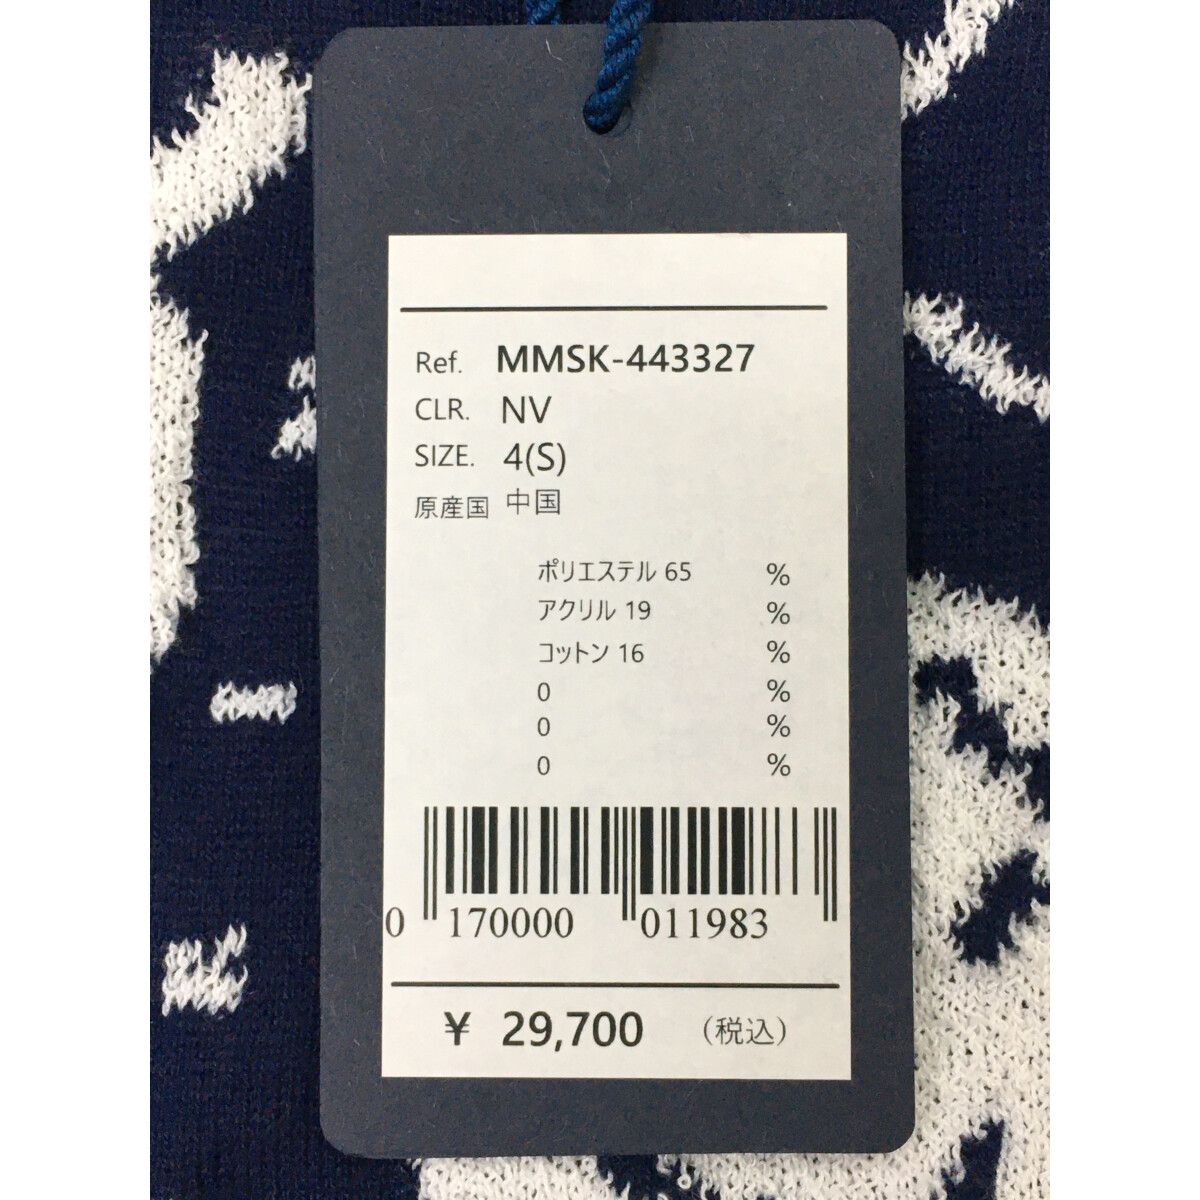 Ref. MMSK-443327
CLR. NV
SIZE. 4(S)
原産国 中国
ポリエステル 65 %
アクリル 19 %
コットン 16 %
0 %
0 %
0 %
0 170000 011983
¥ 29,700 (税込)